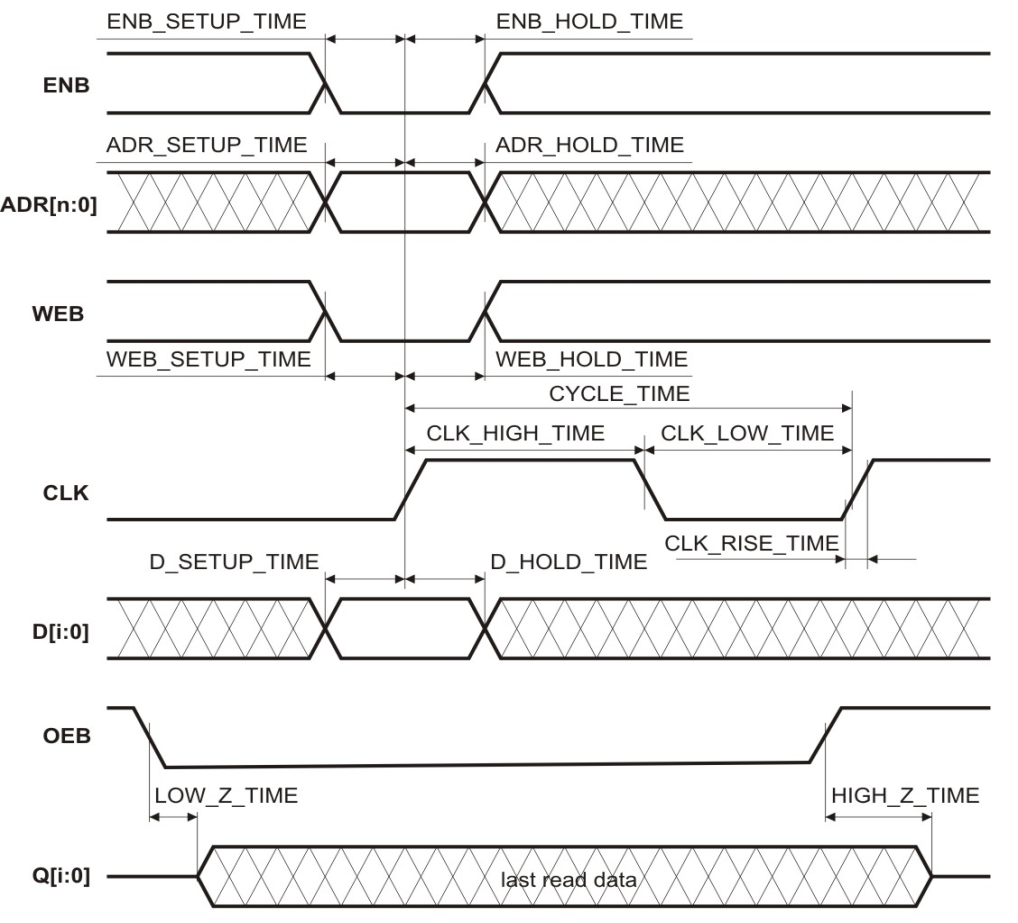 ENB_SETUP_TIME ENB_HOLD_TIME
ENB
ADR_SETUP_TIME ADR_HOLD_TIME
ADR[n:0]
WEB
WEB_SETUP_TIME WEB_HOLD_TIME
CYCLE_TIME
CLK_HIGH_TIME CLK_LOW_TIME
CLK
CLK_RISE_TIME
D_SETUP_TIME D_HOLD_TIME
D[i:0]
OEB
LOW_Z_TIME HIGH_Z_TIME
Q[i:0] last read data